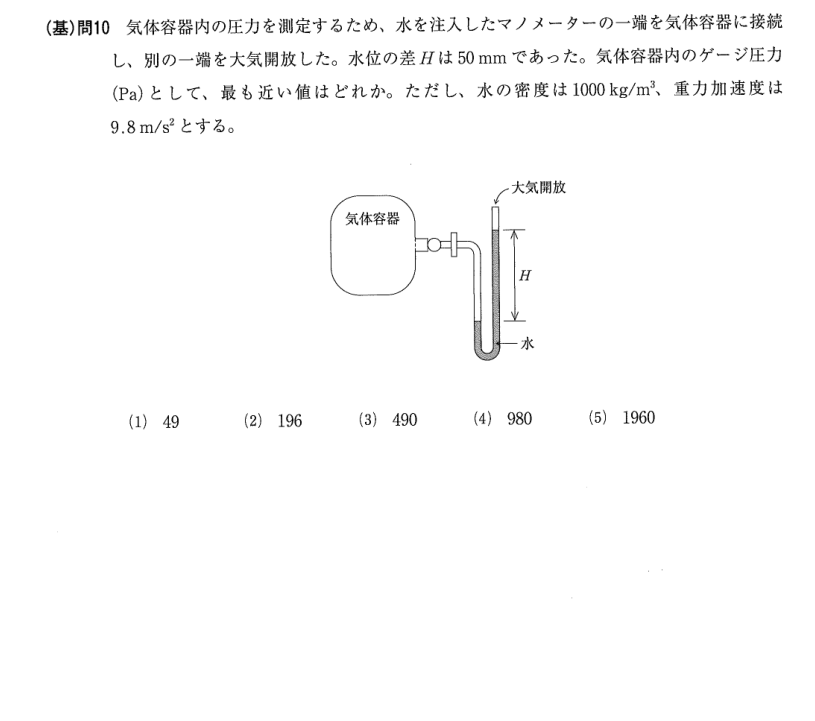 (基)問10 気体容器内の圧力を測定するため、水を注入したマノメーターの一端を気体容器に接続
し、別の一端を大気開放した。水位の差Hは50 mmであった。気体容器内のゲージ圧力
(Pa)として、最も近い値はどれか。ただし、水の密度は1000 kg/m³、重力加速度は
9.8 m/s²とする。
大気開放
気体容器
H
水
(1) 49 (2) 196 (3) 490 (4) 980 (5) 1960